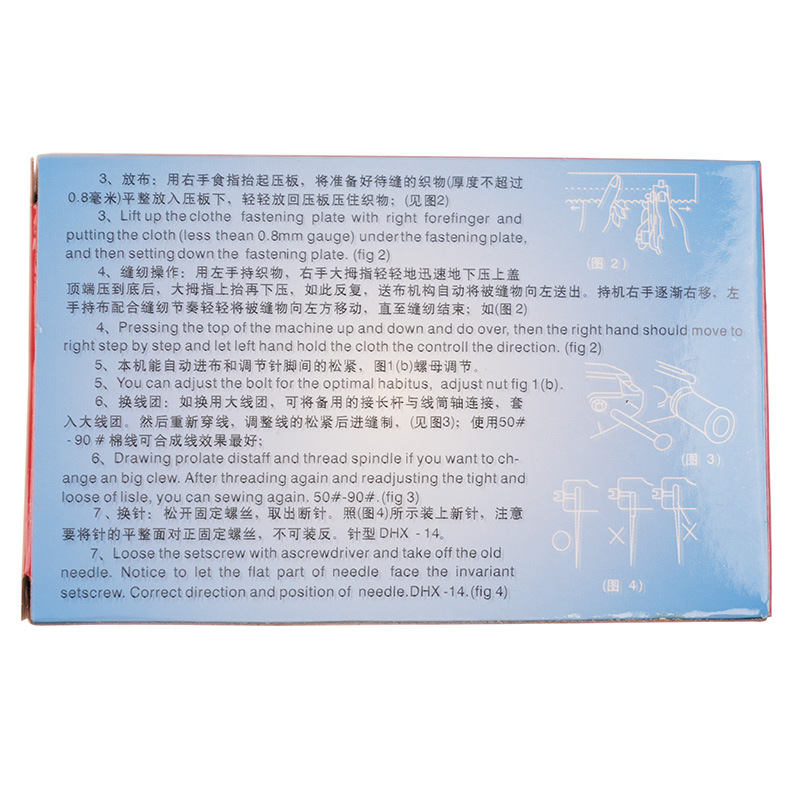 3、放布：用右手食指抬起压板，将准备好待缝的织物(厚度不超过
0.8毫米)平整放入压板下，轻轻放回压板压住织物；(见图2)
3、Lift up the clothe fastening plate with right forefinger and
putting the cloth (less thean 0.8mm gauge) under the fastening plate,
and then setting down the fastening plate. (fig 2)
4、缝纫操作：用左手持织物，右手大拇指轻轻地迅速地下压上盖
顶端压到底后，大拇指上抬再下压，如此反复，送布机构自动将被缝物向左送出。持机右手逐渐右移，左
手持布配合缝纫节奏轻轻将被缝物向左方移动，直至缝纫结束；如(图2)
4、Pressing the top of the machine up and down and do over, then the right hand should move to
right step by step and let left hand hold the cloth the controll the direction. (fig 2)
5、本机能自动进布和调节针脚间的松紧，图1(b)螺母调节。
5、You can adjust the bolt for the optimal habitus, adjust nut fig 1(b).
6、换线团：如换用大线团，可将备用的接长杆与线筒轴连接，套
入大线团。然后重新穿线，调整线的松紧后进缝制，(见图3)；使用50#
-90#棉线可合成线效果最好；
6、Drawing prolate distaff and thread spindle if you want to ch-
ange an big clew. After threading again and readjusting the tight and
loose of lisle, you can sewing again. 50#-90#.(fig 3)
7、换针：松开固定螺丝，取出断针。照(图4)所示装上新针，注意
要将针的平整面对正固定螺丝，不可装反。针型DHX -14。
7、Loose the setscrew with ascrewdriver and take off the old
needle. Notice to let the flat part of needle face the invariant
setscrew. Correct direction and position of needle.DHX -14.(fig 4)
(图 2)
(图 3)
(图 4)